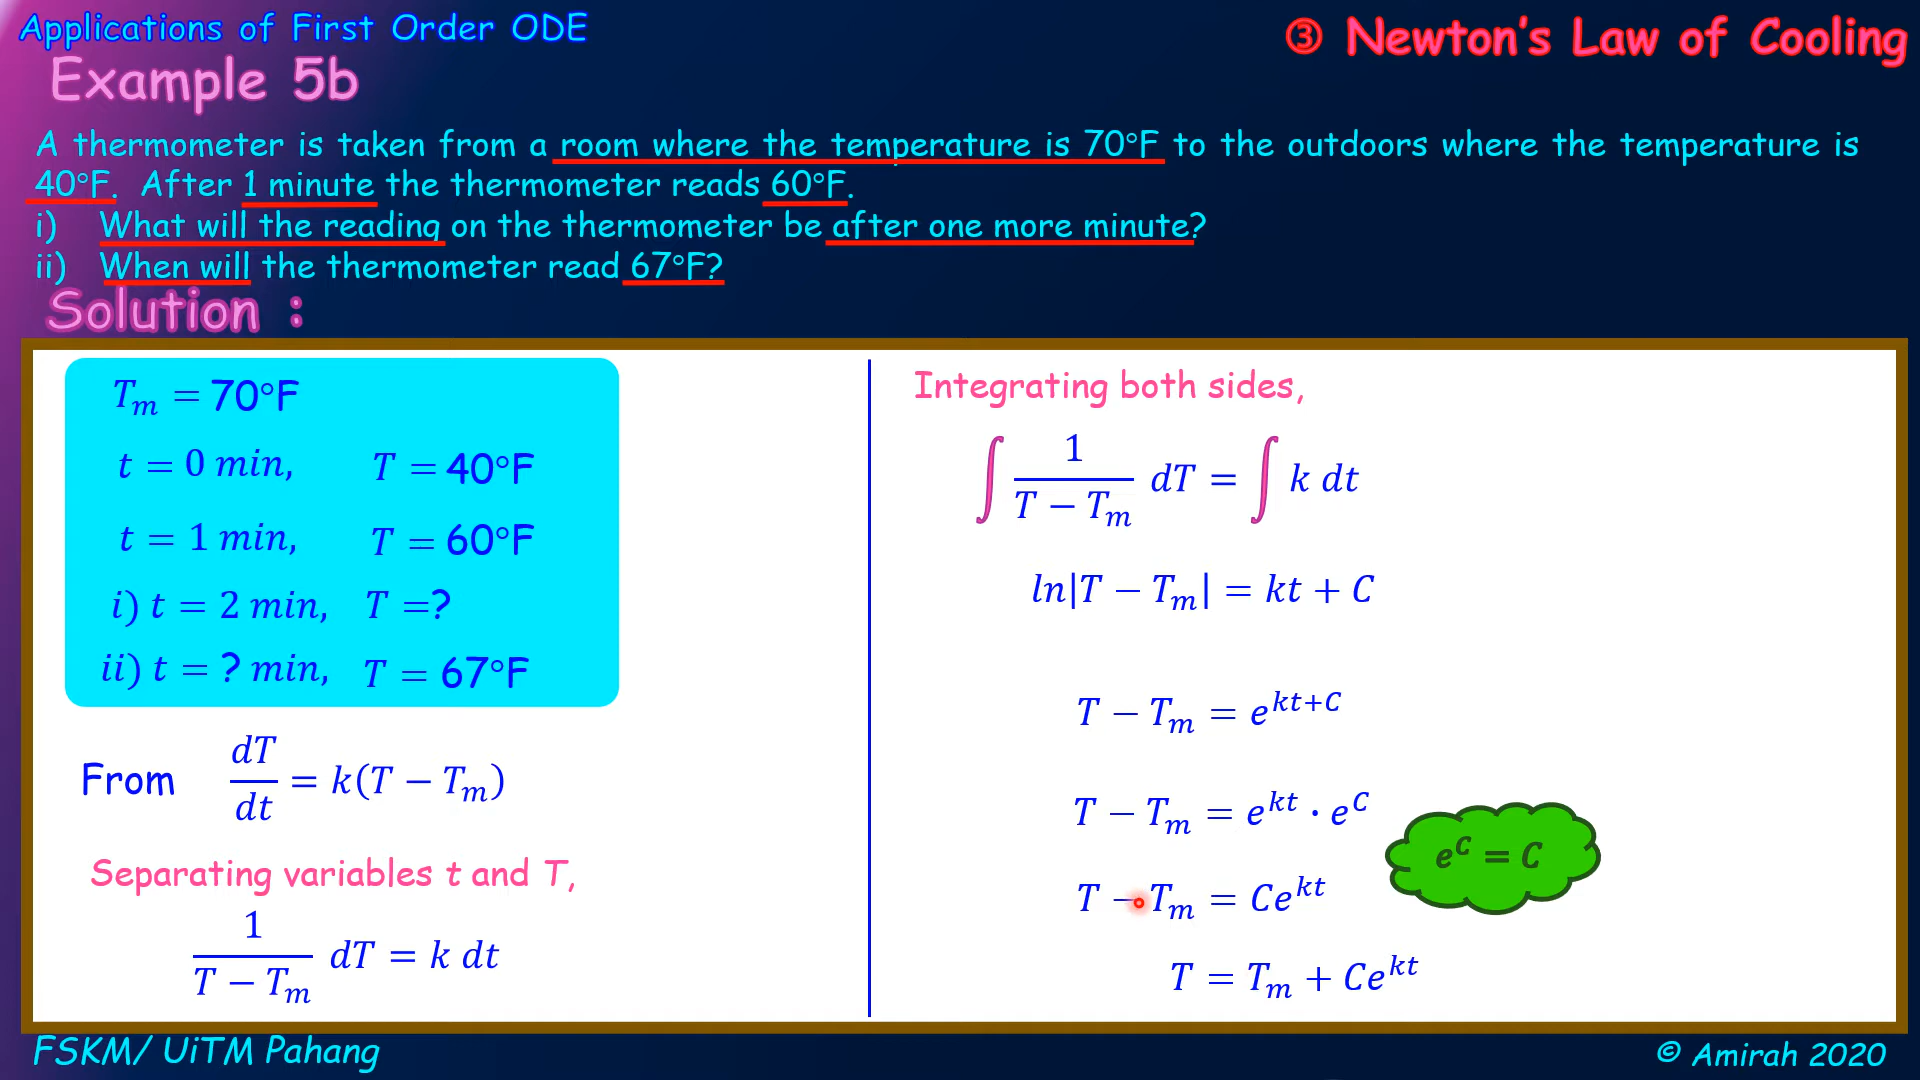 Applications of First Order ODE
③ Newton's Law of Cooling
Example 5b
A thermometer is taken from a room where the temperature is 70°F to the outdoors where the temperature is
40°F. After 1 minute the thermometer reads 60°F.
i) What will the reading on the thermometer be after one more minute?
ii) When will the thermometer read 67°F?
Solution :
T_m = 70°F
t = 0 min, T = 40°F
t = 1 min, T = 60°F
i) t = 2 min, T =?
ii) t = ? min, T = 67°F
From dT/dt = k(T − T_m)
Separating variables t and T,
1/(T − T_m) dT = k dt
Integrating both sides,
∫ 1/(T − T_m) dT = ∫ k dt
ln|T − T_m| = kt + C
T − T_m = e^{kt+C}
T − T_m = e^{kt} · e^C
e^C = C
T − T_m = Ce^{kt}
T = T_m + Ce^{kt}
FSKM/ UiTM Pahang
© Amirah 2020